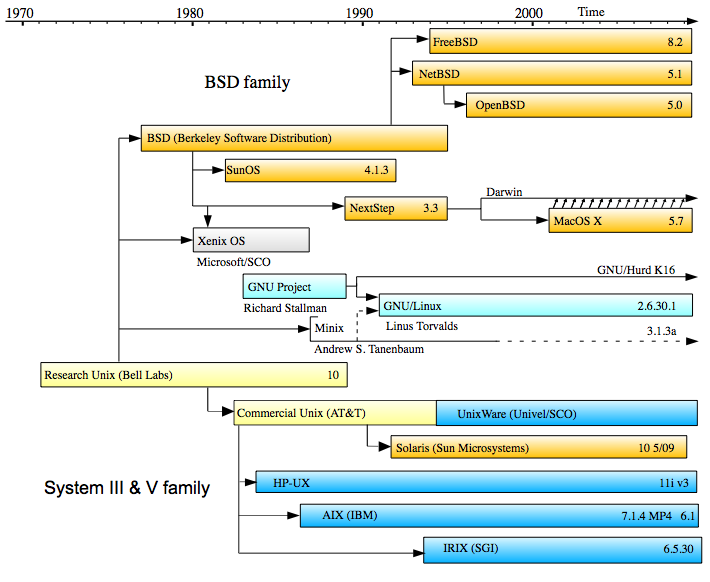 1970 1980 1990 2000 Time
FreeBSD 8.2
BSD family
NetBSD 5.1
OpenBSD 5.0
BSD (Berkeley Software Distribution)
SunOS 4.1.3
Darwin
NextStep 3.3
MacOS X 5.7
Xenix OS
Microsoft/SCO
GNU/Hurd K16
GNU Project
Richard Stallman
GNU/Linux 2.6.30.1
Linus Torvalds
Minix 3.1.3a
Andrew S. Tanenbaum
Research Unix (Bell Labs) 10
Commercial Unix (AT&T) UnixWare (Univel/SCO)
Solaris (Sun Microsystems) 10 5/09
System III & V family
HP-UX 11i v3
AIX (IBM) 7.1.4 MP4 6.1
IRIX (SGI) 6.5.30